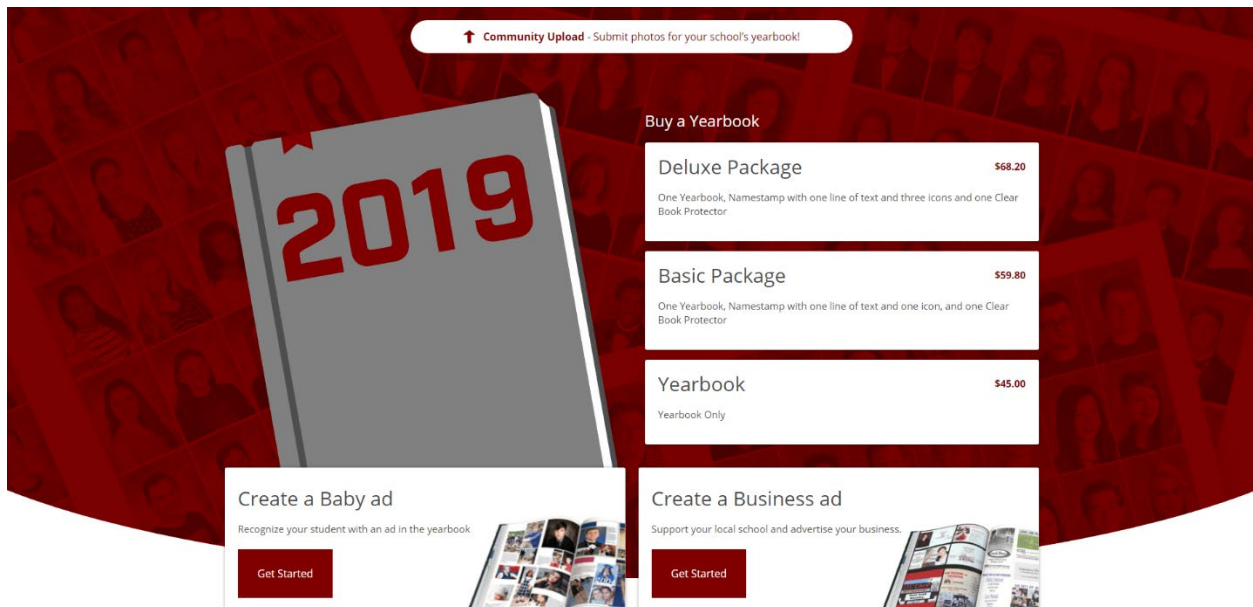 Community Upload - Submit photos for your school's yearbook!
2019
Buy a Yearbook
Deluxe Package
$68.20
One Yearbook, Namestamp with one line of text and three icons and one Clear
Book Protector
Basic Package
$59.80
One Yearbook, Namestamp with one line of text and one icon, and one Clear
Book Protector
Yearbook
$45.00
Yearbook Only
Create a Baby ad
Recognize your student with an ad in the yearbook
Get Started
Create a Business ad
Support your local school and advertise your business.
Get Started